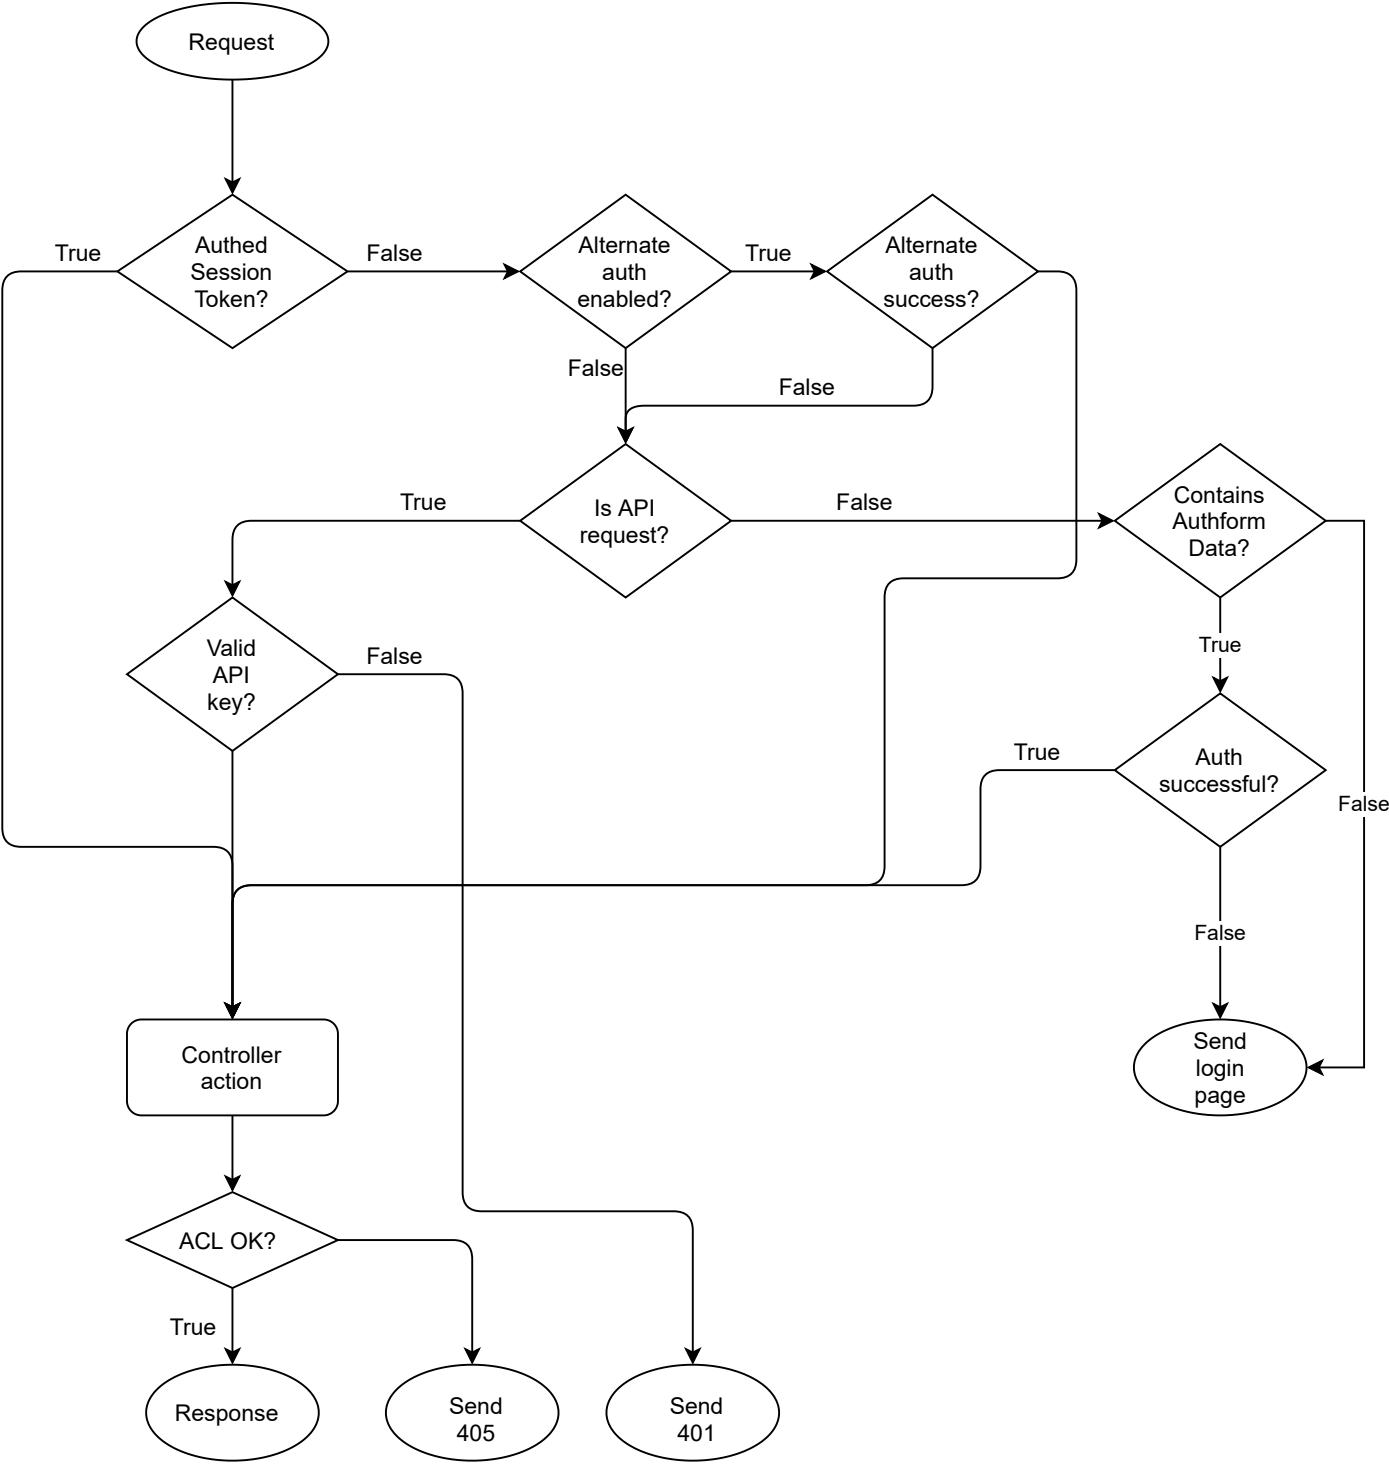 Request
Authed
Session
Token?
True
False
Alternate
auth
enabled?
True
Alternate
auth
success?
False
False
Is API
request?
True
False
Contains
Authform
Data?
True
False
Valid
API
key?
False
Auth
successful?
True
False
Send
login
page
Controller
action
ACL OK?
True
Response
Send
405
Send
401